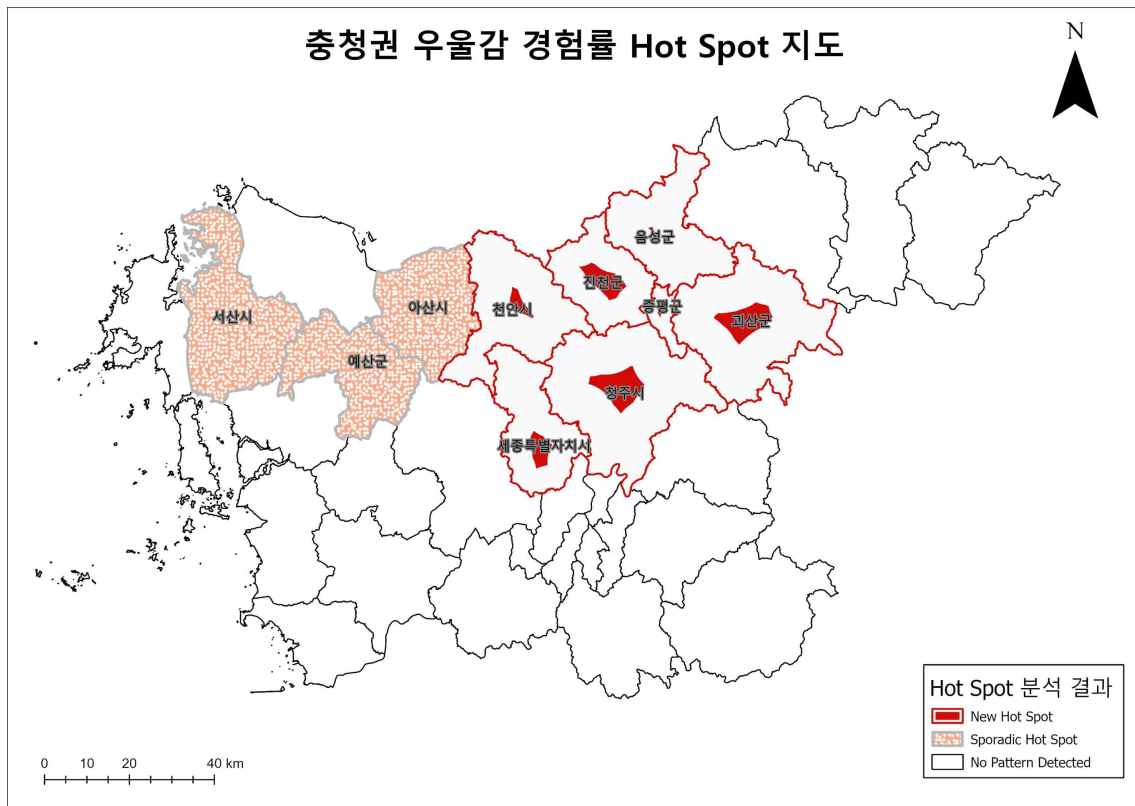 충청권 우울감 경험률 Hot Spot 지도
N
음성군
진천군
증평군
천안시
아산시
서산시
괴산군
예산군
청주시
세종특별자치시
Hot Spot 분석 결과
New Hot Spot
Sporadic Hot Spot
No Pattern Detected
0 10 20 40 km